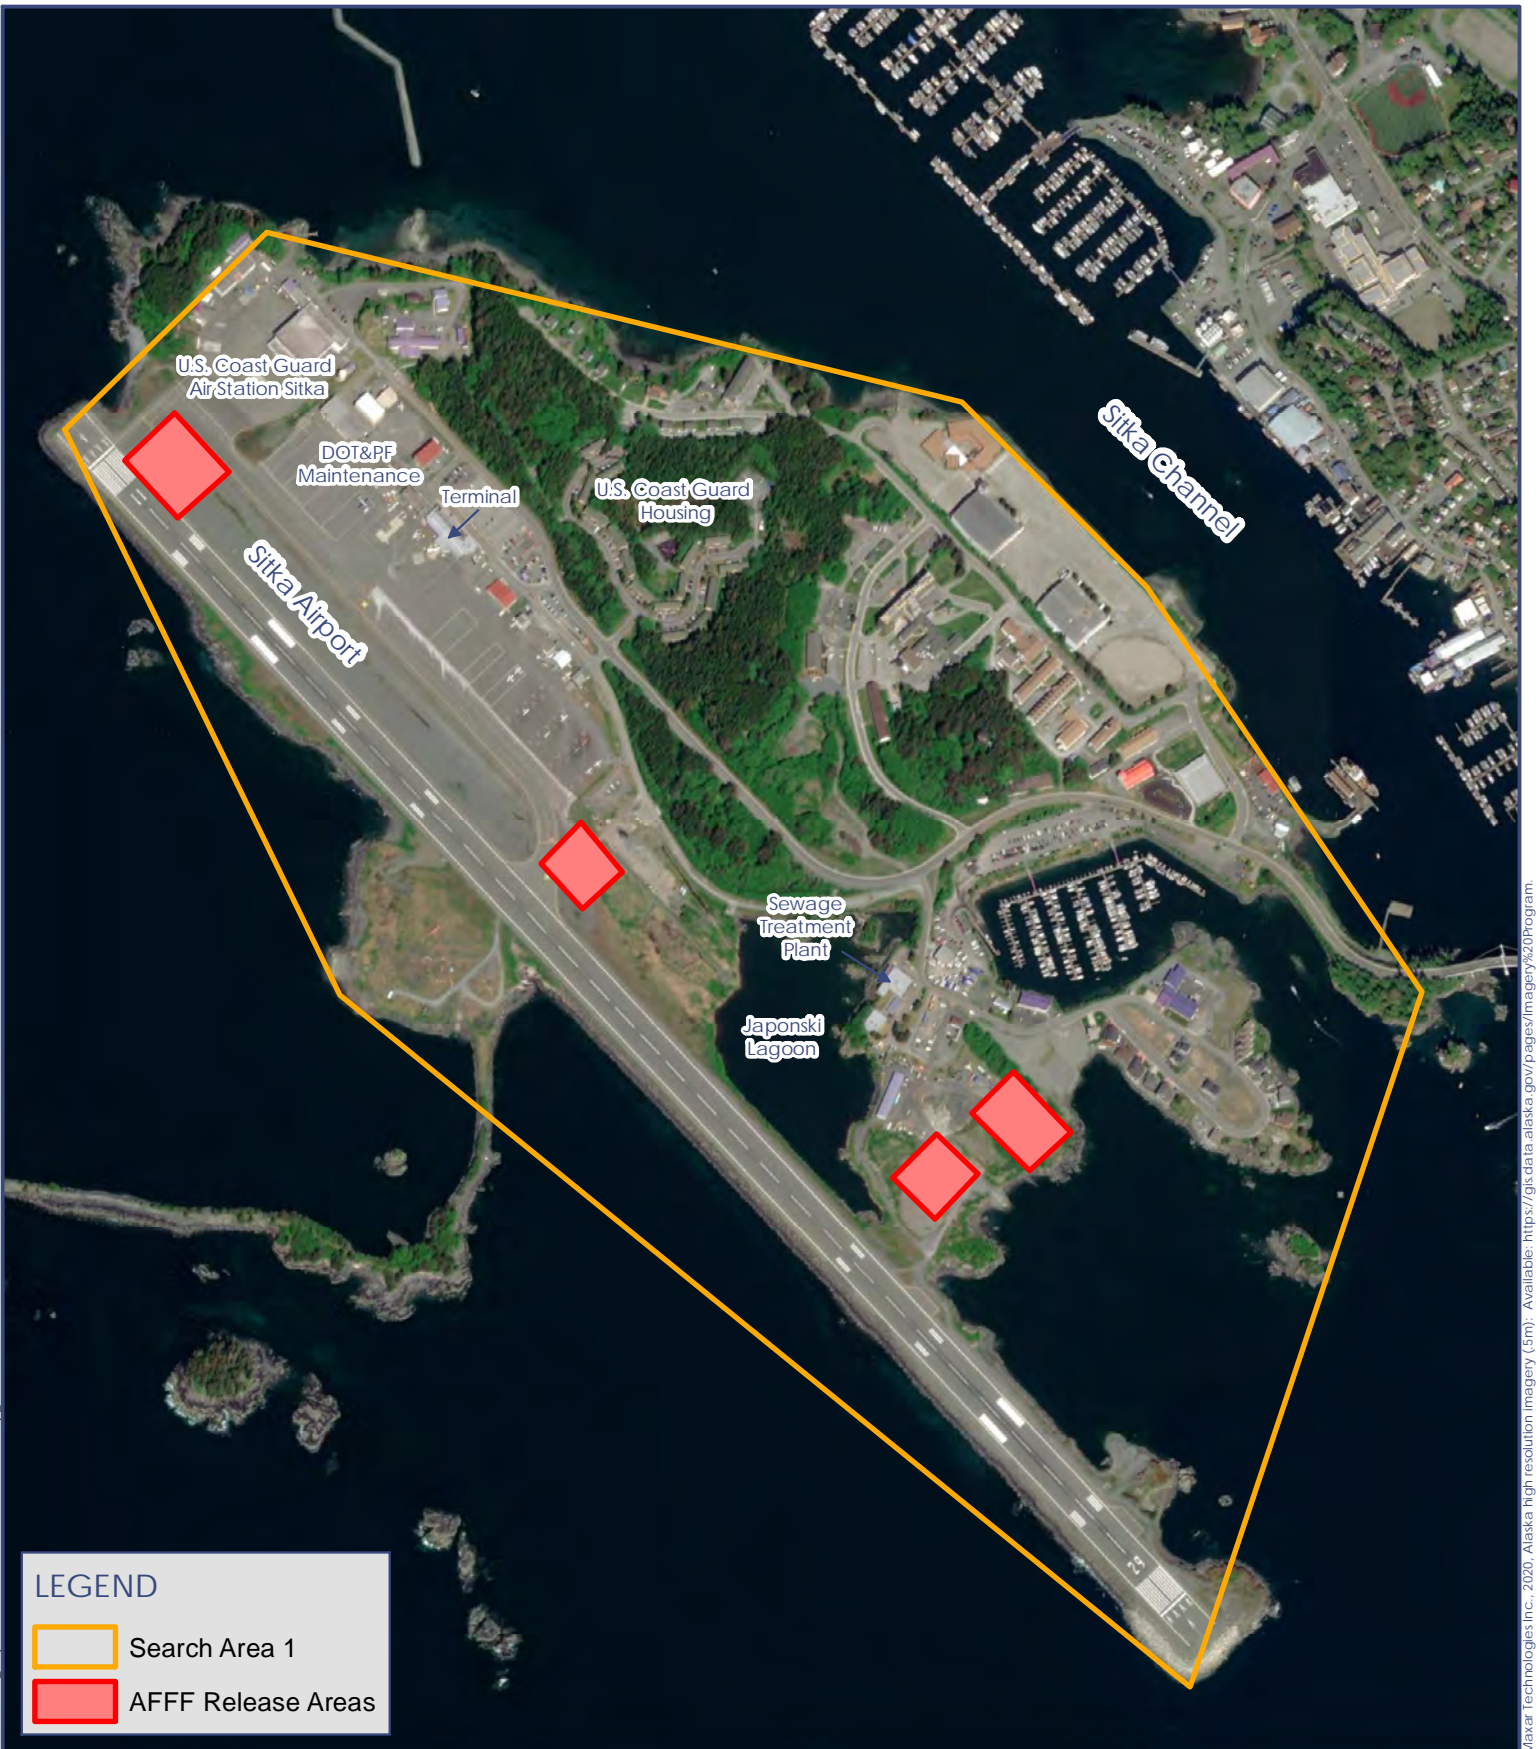 U.S. Coast Guard
Air Station Sitka
DOT&PF
Maintenance
Terminal
U.S. Coast Guard
Housing
Sitka Channel
Sitka Airport
Sewage
Treatment
Plant
Japonski
Lagoon
LEGEND
Search Area 1
AFFF Release Areas
Maxar Technologies Inc., 2020, Alaska high resolution imagery (.5m): Available: https://gis.data.alaska.gov/pages/Imagery%20Program.